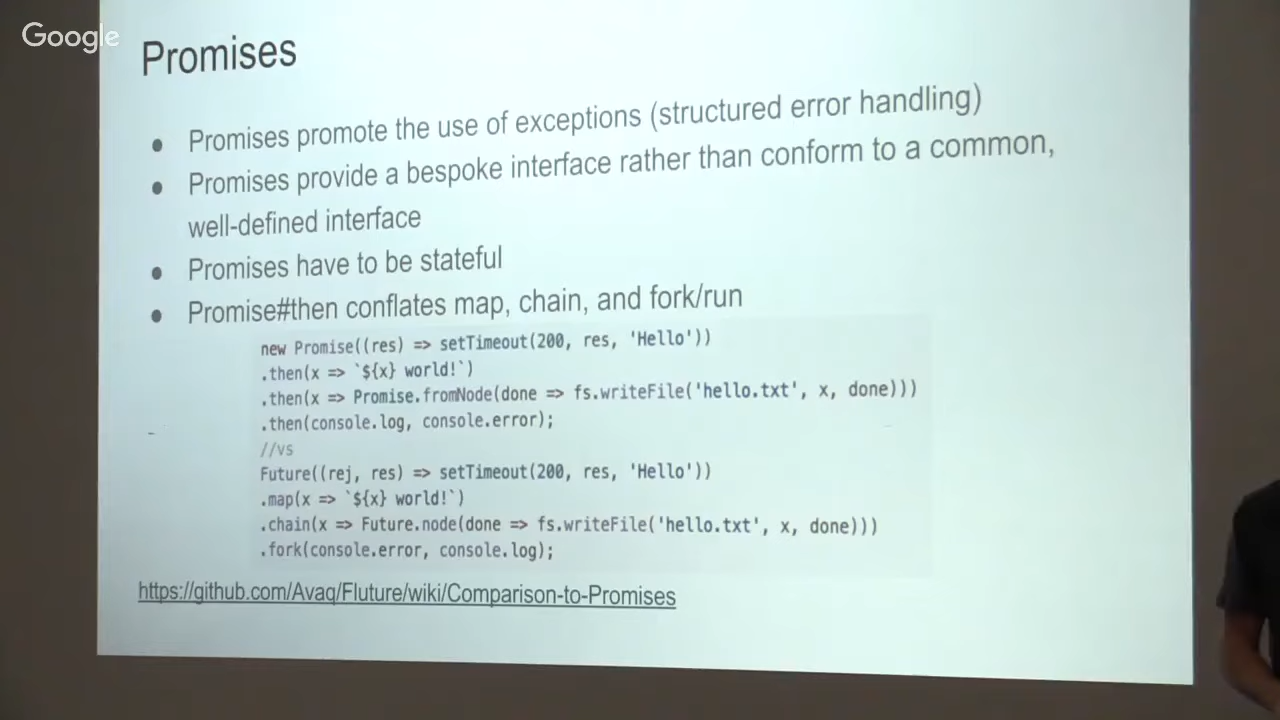 Google
Promises
● Promises promote the use of exceptions (structured error handling)
● Promises provide a bespoke interface rather than conform to a common,
well-defined interface
● Promises have to be stateful
● Promise#then conflates map, chain, and fork/run
new Promise((res) => setTimeout(200, res, 'Hello'))
.then(x => `${x} world!`)
.then(x => Promise.fromNode(done => fs.writeFile('hello.txt', x, done)))
.then(console.log, console.error);
//vs
Future((rej, res) => setTimeout(200, res, 'Hello'))
.map(x => `${x} world!`)
.chain(x => Future.node(done => fs.writeFile('hello.txt', x, done)))
.fork(console.error, console.log);
https://github.com/Avaq/Fluture/wiki/Comparison-to-Promises